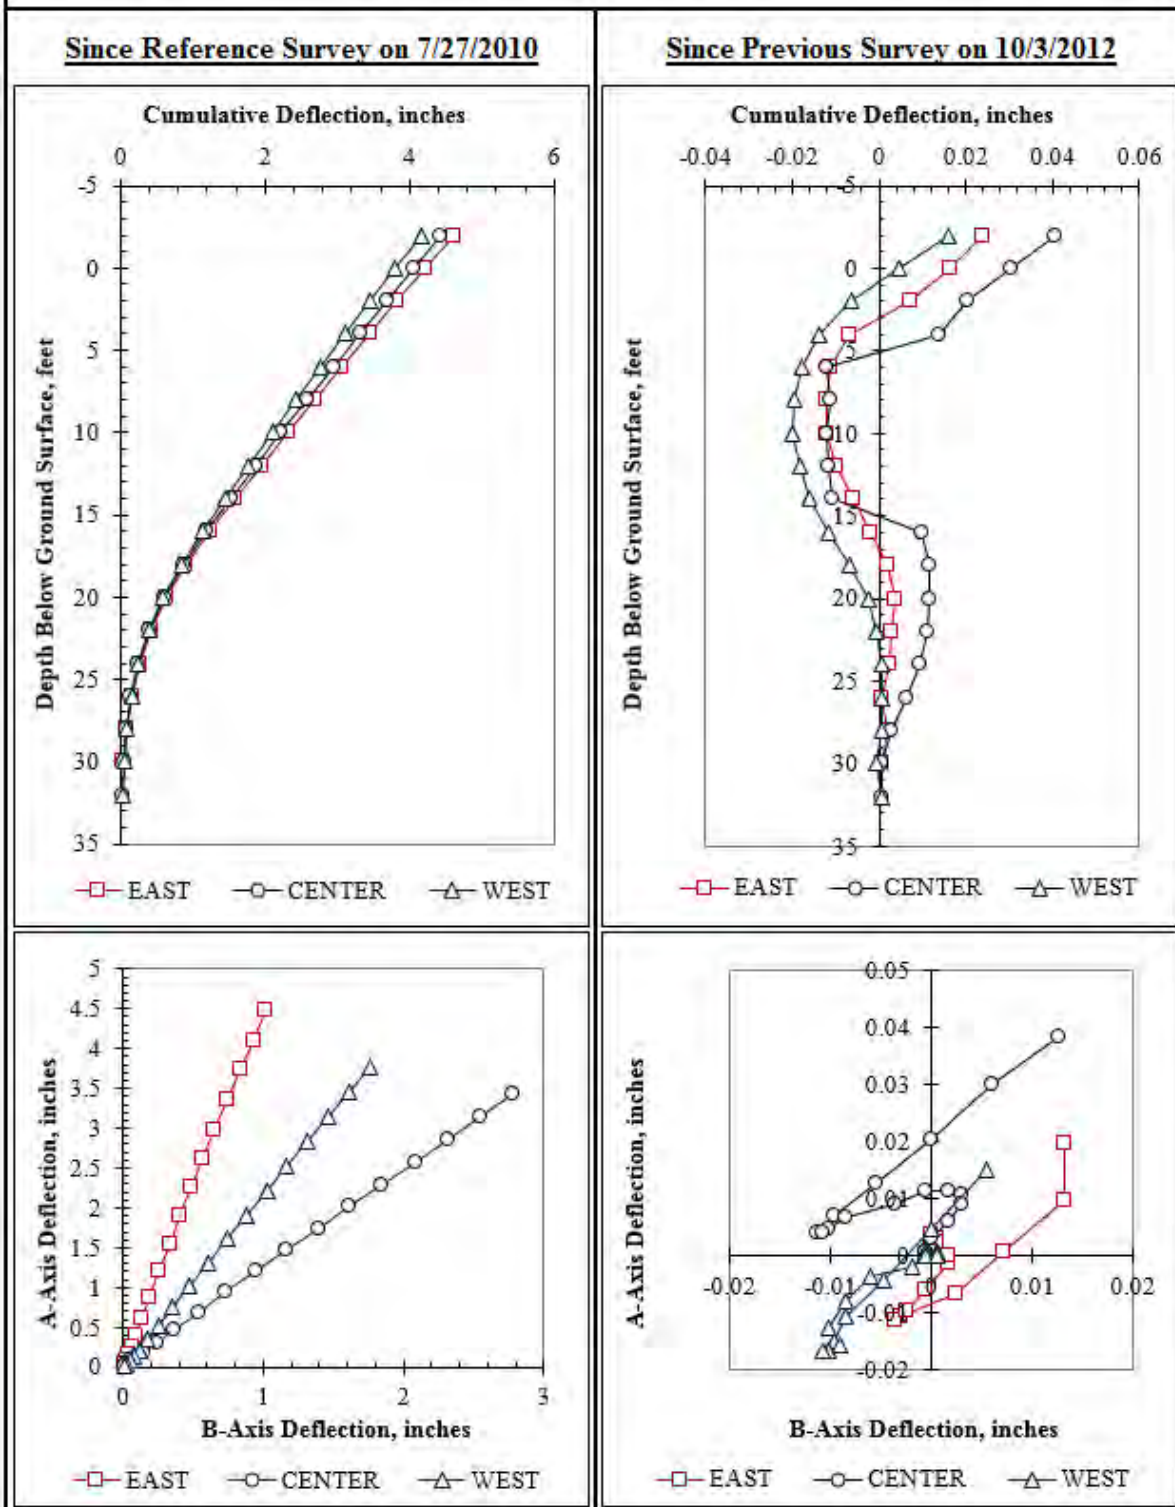 Since Reference Survey on 7/27/2010
Since Previous Survey on 10/3/2012
Cumulative Deflection, inches
0 2 4 6
-5
0
5
10
15
20
25
30
35
Depth Below Ground Surface, feet
EAST CENTER WEST
Cumulative Deflection, inches
-0.04 -0.02 0 0.02 0.04 0.06
-5
0
5
10
15
20
25
30
35
Depth Below Ground Surface, feet
EAST CENTER WEST
5
4.5
4
3.5
3
2.5
2
1.5
1
0.5
0
A-Axis Deflection, inches
0 1 2 3
B-Axis Deflection, inches
EAST CENTER WEST
0.05
0.04
0.03
0.02
0.01
0
-0.01
-0.02
A-Axis Deflection, inches
-0.02 -0.01 0 0.01 0.02
B-Axis Deflection, inches
EAST CENTER WEST